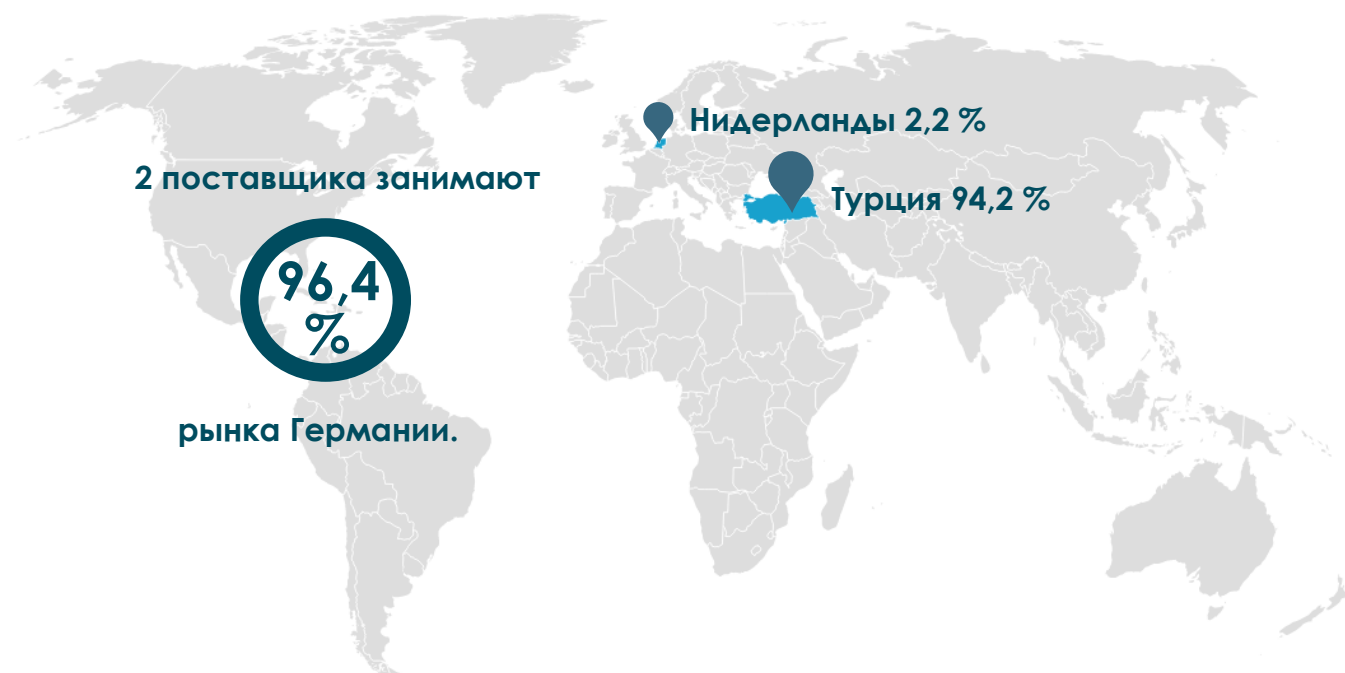 2 поставщика занимают
96,4
%
рынка Германии.
Нидерланды 2,2 %
Турция 94,2 %